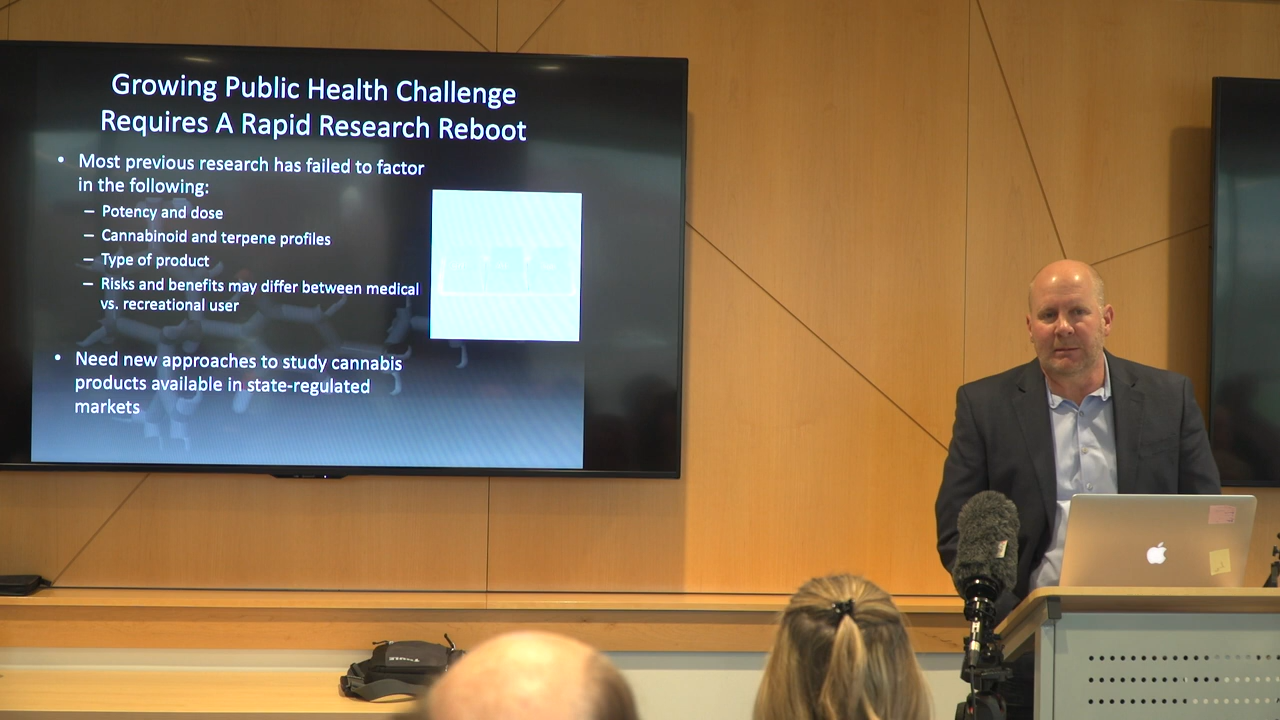 Growing Public Health Challenge
Requires A Rapid Research Reboot
• Most previous research has failed to factor
in the following:
– Potency and dose
– Cannabinoid and terpene profiles
– Type of product
– Risks and benefits may differ between medical
vs. recreational user
• Need new approaches to study cannabis
products available in state-regulated
markets
THULE